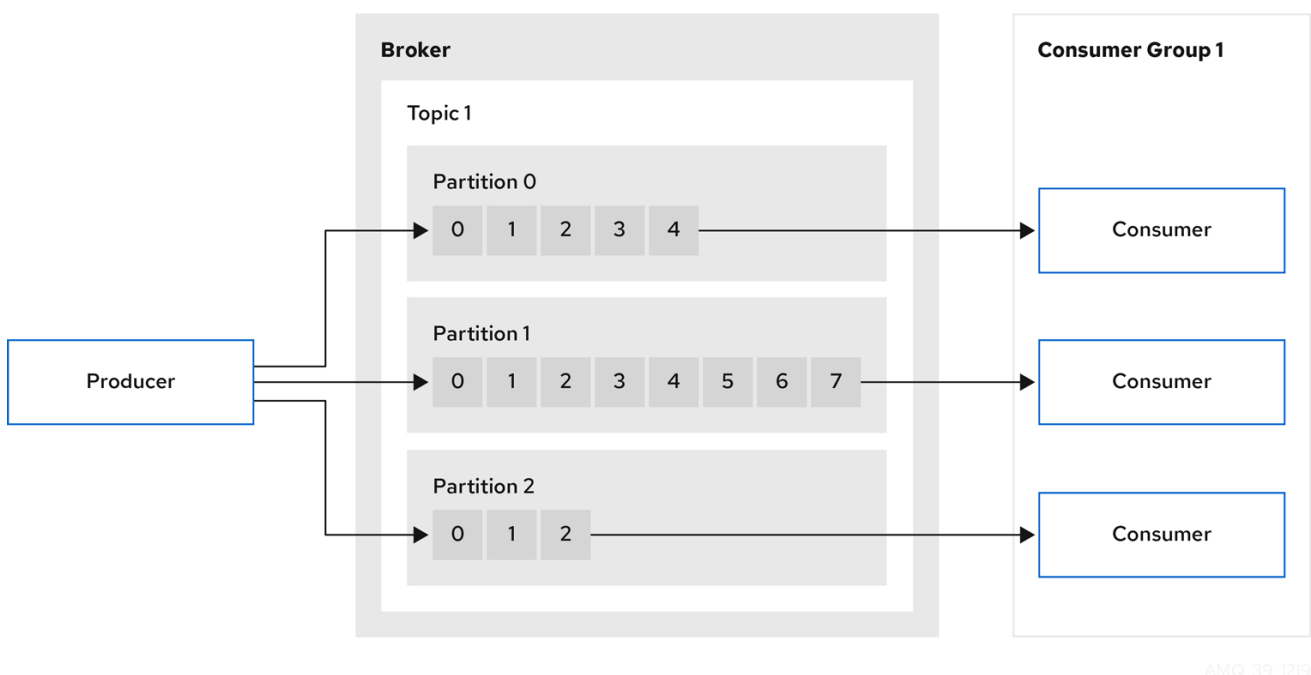 Broker
Consumer Group 1
Topic 1
Partition 0
0 1 2 3 4
Consumer
Partition 1
Producer
0 1 2 3 4 5 6 7
Consumer
Partition 2
0 1 2
Consumer
AMQ_39_1219